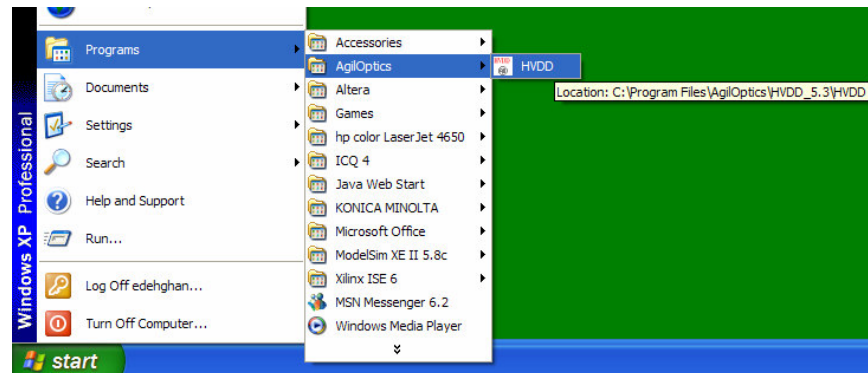 Programs
Documents
Settings
Search
Help and Support
Run...
Log Off edehghan...
Turn Off Computer...
Windows XP Professional
start
Accessories
AgilOptics
Altera
Games
hp color LaserJet 4650
ICQ 4
Java Web Start
KONICA MINOLTA
Microsoft Office
ModelSim XE II 5.8c
Xilinx ISE 6
MSN Messenger 6.2
Windows Media Player
HVDD
Location: C:\Program Files\AgilOptics\HVDD_5.3\HVDD